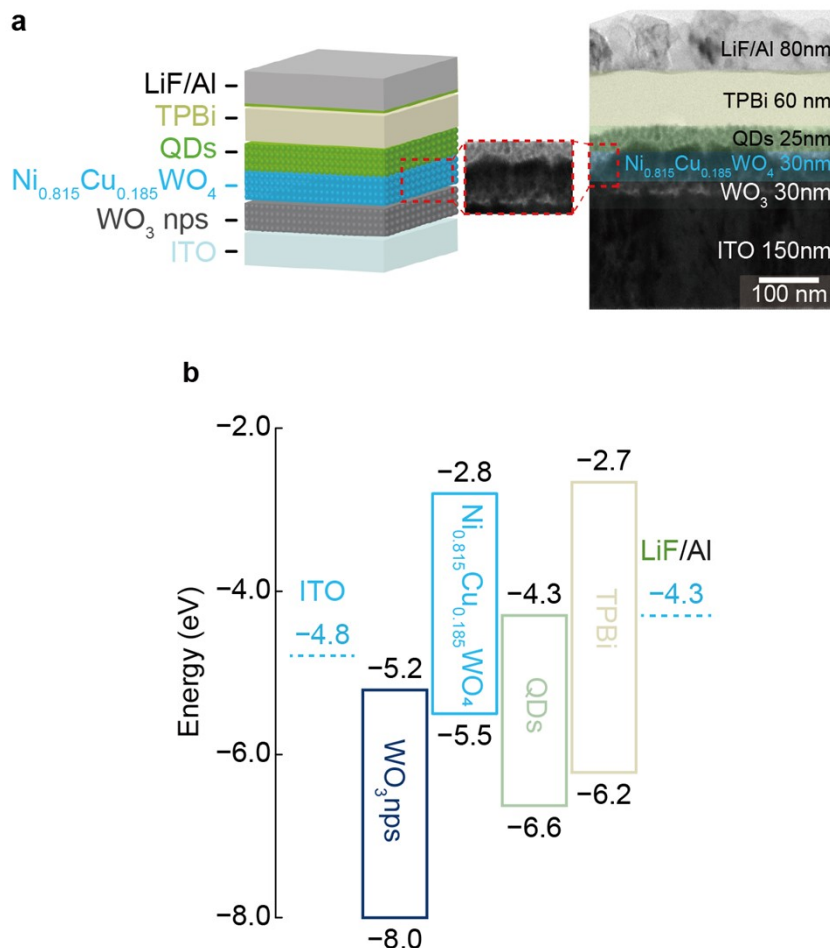 a
LiF/Al
TPBi
QDs
Ni₀.₈₁₅Cu₀.₁₈₅WO₄
WO₃ nps
ITO
LiF/Al 80nm
TPBi 60 nm
QDs 25nm
Ni₀.₈₁₅Cu₀.₁₈₅WO₄ 30nm
WO₃ 30nm
ITO 150nm
100 nm
b
Energy (eV)
−2.0
−4.0
−6.0
−8.0
ITO
−4.8
−5.2
WO₃nps
−8.0
−2.8
Ni₀.₈₁₅Cu₀.₁₈₅WO₄
−5.5
−4.3
QDs
−6.6
−2.7
TPBi
−6.2
LiF/Al
−4.3